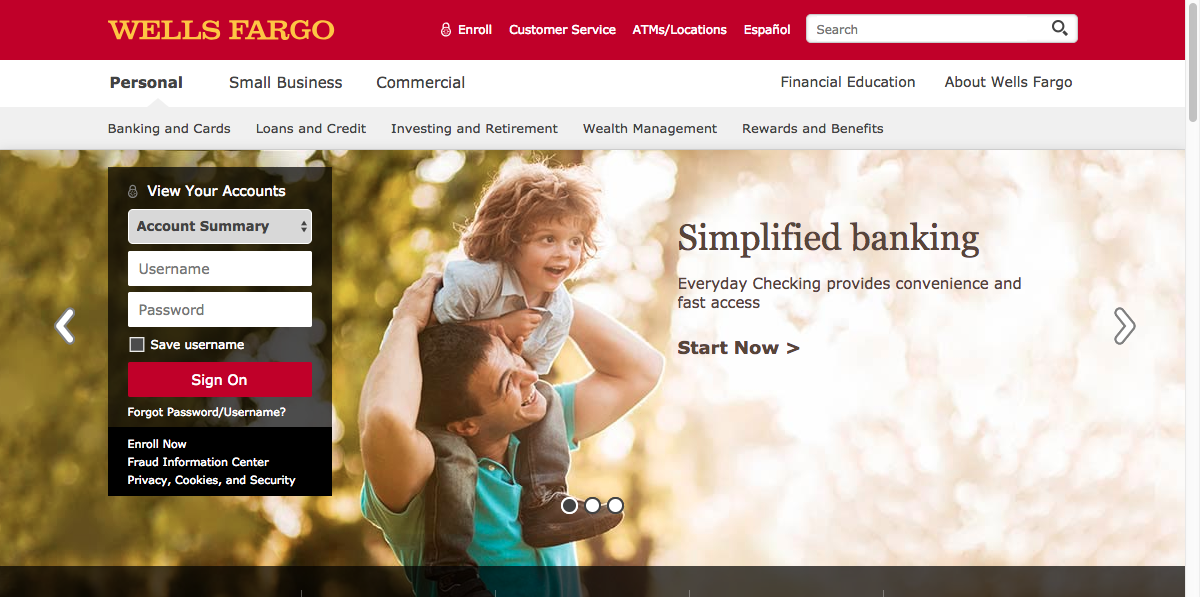 WELLS FARGO
Enroll Customer Service ATMs/Locations Español Search
Personal Small Business Commercial Financial Education About Wells Fargo
Banking and Cards Loans and Credit Investing and Retirement Wealth Management Rewards and Benefits
View Your Accounts
Account Summary
Username
Password
Save username
Sign On
Forgot Password/Username?
Enroll Now
Fraud Information Center
Privacy, Cookies, and Security
Simplified banking
Everyday Checking provides convenience and
fast access
Start Now >